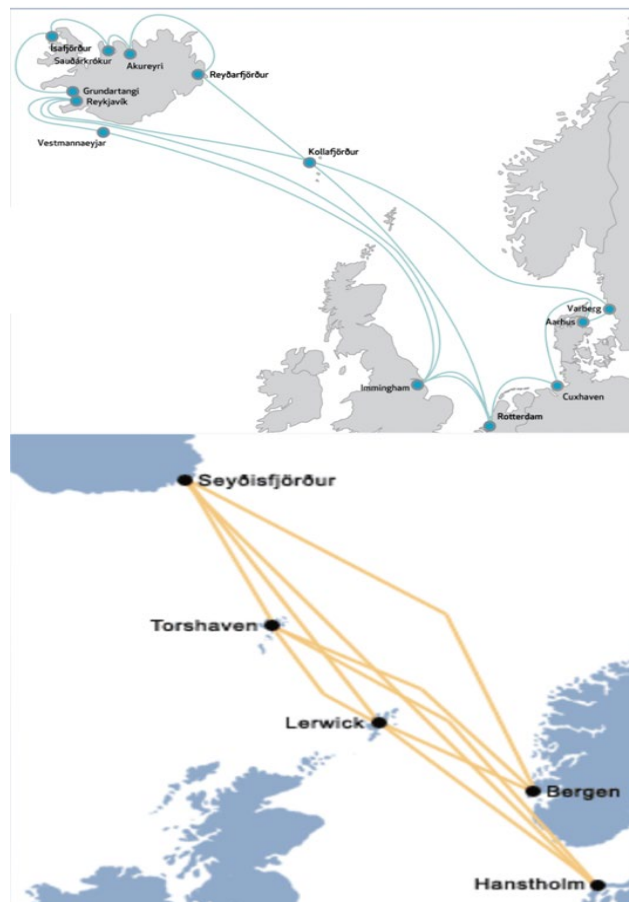 Ísafjörður
Sauðárkrókur
Akureyri
Reyðarfjörður
Grundartangi
Reykjavík
Vestmannaeyjar
Kollafjörður
Varberg
Aarhus
Immingham
Cuxhaven
Rotterdam
Seyðisfjörður
Torshaven
Lerwick
Bergen
Hanstholm